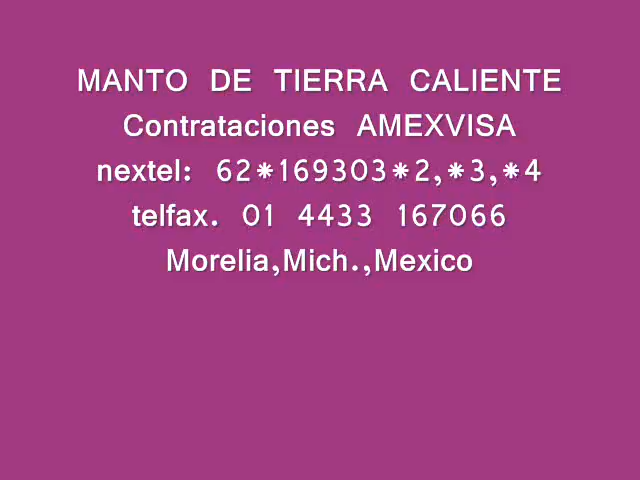 MANTO DE TIERRA CALIENTE
Contrataciones AMEXVISA
nextel: 62*169303*2,*3,*4
telfax. 01 4433 167066
Morelia,Mich.,Mexico